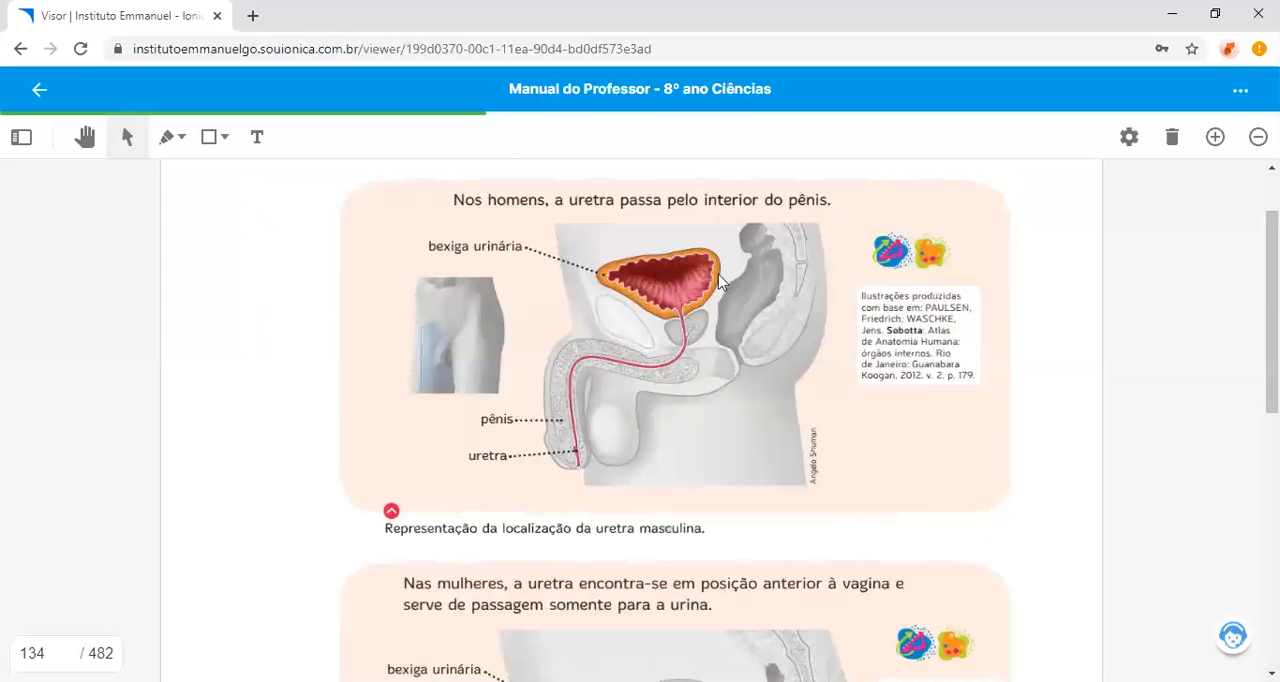 Visor | Instituto Emmanuel - Ioni
institutoemmanuelgo.souionica.com.br/viewer/199d0370-00c1-11ea-90d4-bd0df573e3ad
Manual do Professor - 8º ano Ciências
T
Nos homens, a uretra passa pelo interior do pênis.
bexiga urinária
Ilustrações produzidas
com base em: PAULSEN,
Friedrich; WASCHKE,
Jens. Sobotta: Atlas
de Anatomia Humana:
órgãos internos. Rio
de Janeiro: Guanabara
Koogan, 2012. v. 2. p. 179.
pênis
uretra
Angela Shuman
Representação da localização da uretra masculina.
Nas mulheres, a uretra encontra-se em posição anterior à vagina e
serve de passagem somente para a urina.
bexiga urinária
134 / 482